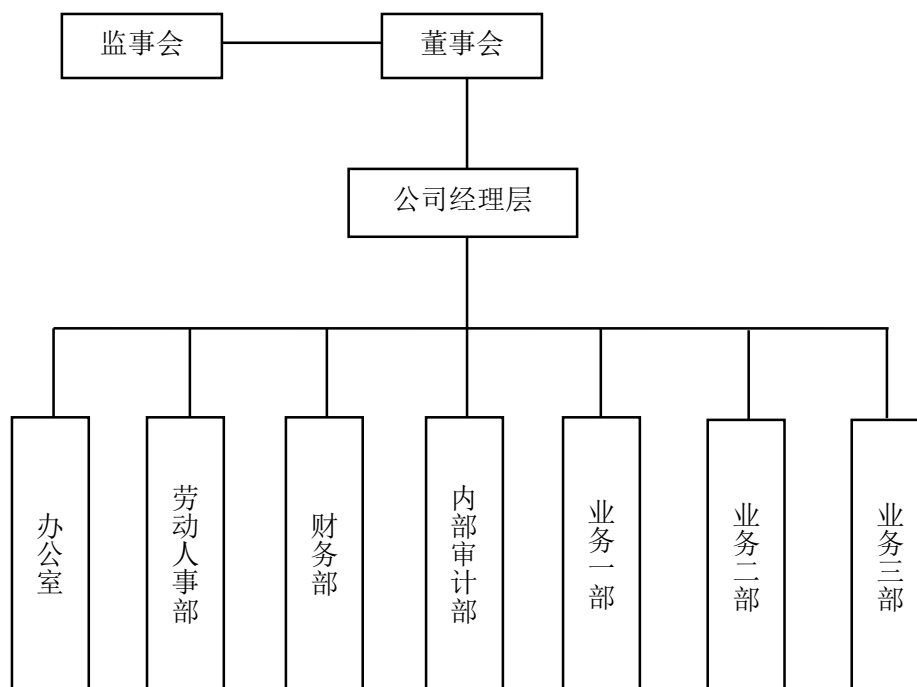 监事会
董事会
公司经理层
办公室
劳动人事部
财务部
内部审计部
业务一部
业务二部
业务三部